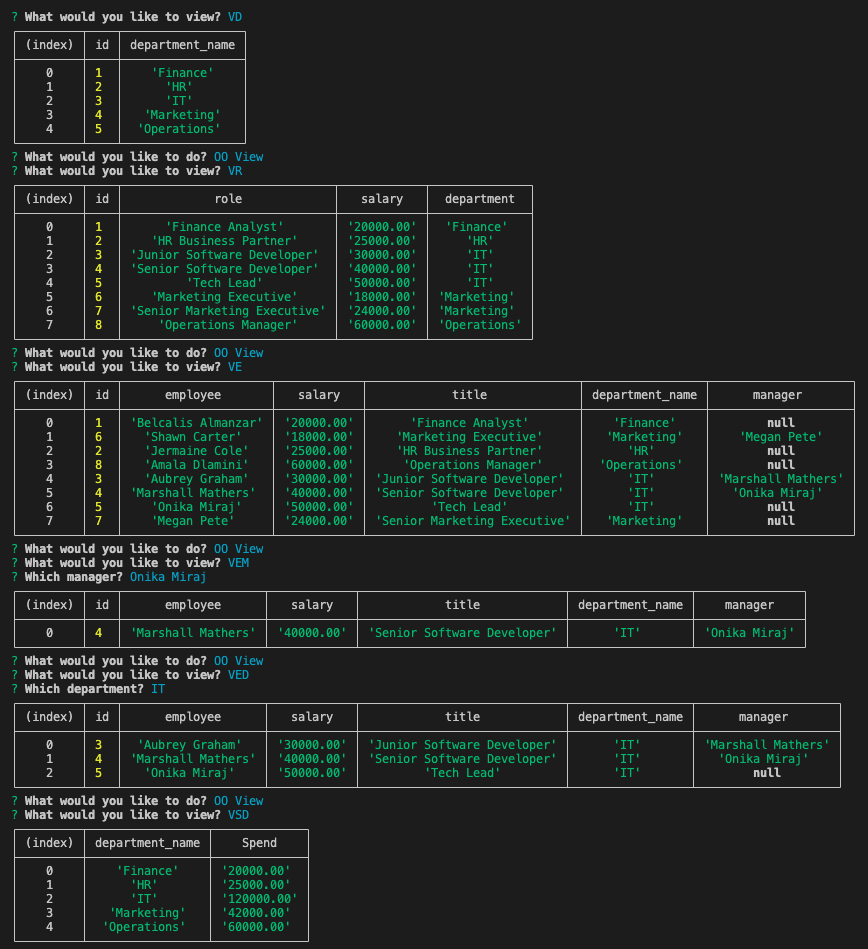 ? What would you like to view? VD
(index) id department_name
0 1 'Finance'
1 2 'HR'
2 3 'IT'
3 4 'Marketing'
4 5 'Operations'
? What would you like to do? OO View
? What would you like to view? VR
(index) id role salary department
0 1 'Finance Analyst' '20000.00' 'Finance'
1 2 'HR Business Partner' '25000.00' 'HR'
2 3 'Junior Software Developer' '30000.00' 'IT'
3 4 'Senior Software Developer' '40000.00' 'IT'
4 5 'Tech Lead' '50000.00' 'IT'
5 6 'Marketing Executive' '18000.00' 'Marketing'
6 7 'Senior Marketing Executive' '24000.00' 'Marketing'
7 8 'Operations Manager' '60000.00' 'Operations'
? What would you like to do? OO View
? What would you like to view? VE
(index) id employee salary title department_name manager
0 1 'Belcalis Almanzar' '20000.00' 'Finance Analyst' 'Finance' null
1 6 'Shawn Carter' '18000.00' 'Marketing Executive' 'Marketing' 'Megan Pete'
2 2 'Jermaine Cole' '25000.00' 'HR Business Partner' 'HR' null
3 8 'Amala Dlamini' '60000.00' 'Operations Manager' 'Operations' null
4 3 'Aubrey Graham' '30000.00' 'Junior Software Developer' 'IT' 'Marshall Mathers'
5 4 'Marshall Mathers' '40000.00' 'Senior Software Developer' 'IT' 'Onika Miraj'
6 5 'Onika Miraj' '50000.00' 'Tech Lead' 'IT' null
7 7 'Megan Pete' '24000.00' 'Senior Marketing Executive' 'Marketing' null
? What would you like to do? OO View
? What would you like to view? VEM
? Which manager? Onika Miraj
(index) id employee salary title department_name manager
0 4 'Marshall Mathers' '40000.00' 'Senior Software Developer' 'IT' 'Onika Miraj'
? What would you like to do? OO View
? What would you like to view? VED
? Which department? IT
(index) id employee salary title department_name manager
0 3 'Aubrey Graham' '30000.00' 'Junior Software Developer' 'IT' 'Marshall Mathers'
1 4 'Marshall Mathers' '40000.00' 'Senior Software Developer' 'IT' 'Onika Miraj'
2 5 'Onika Miraj' '50000.00' 'Tech Lead' 'IT' null
? What would you like to do? OO View
? What would you like to view? VSD
(index) department_name Spend
0 'Finance' '20000.00'
1 'HR' '25000.00'
2 'IT' '120000.00'
3 'Marketing' '42000.00'
4 'Operations' '60000.00'